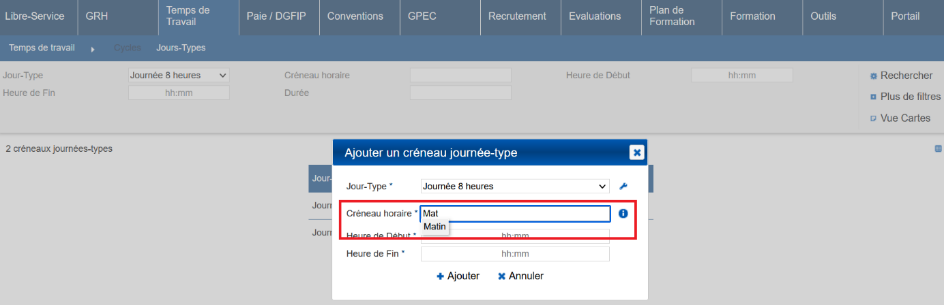 Libre-Service GRH Temps de Travail Paie / DGFIP Conventions GPEC Recrutement Evaluations Plan de Formation Formation Outils Portail
Temps de travail Cycles Jours-Types
Jour-Type Journée 8 heures Créneau horaire Heure de Début hh:mm Rechercher
Heure de Fin hh:mm Durée Plus de filtres
Vue Cartes
2 créneaux journées-types
Ajouter un créneau journée-type
Jour-Type * Journée 8 heures
Créneau horaire * Mat
Matin
Heure de Début * hh:mm
Heure de Fin * hh:mm
Ajouter Annuler